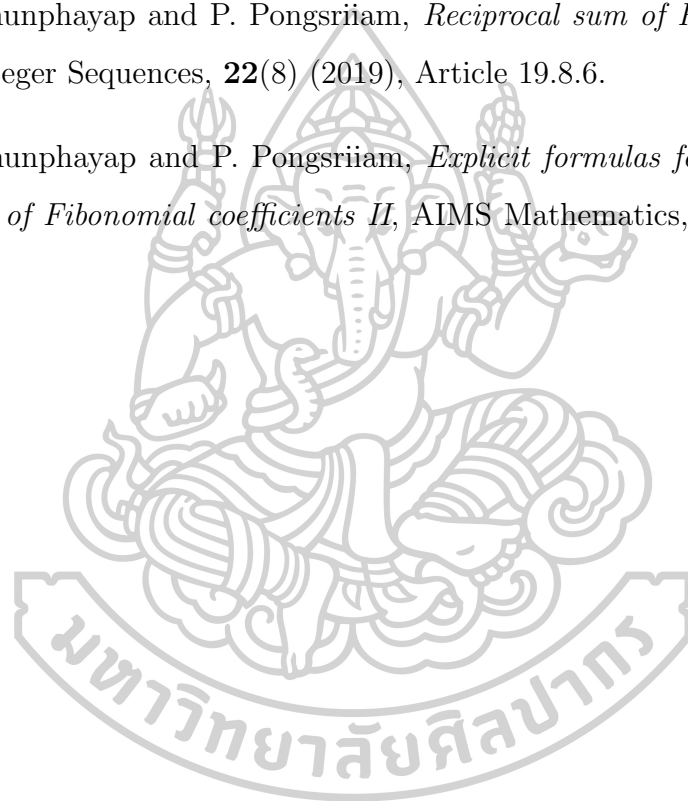 unphayap and P. Pongsriiam, Reciprocal sum of
eger Sequences, 22(8) (2019), Article 19.8.6.
unphayap and P. Pongsriiam, Explicit formulas f
of Fibonomial coefficients II, AIMS Mathematics,
มหาวิทยาลัยศิลปากร